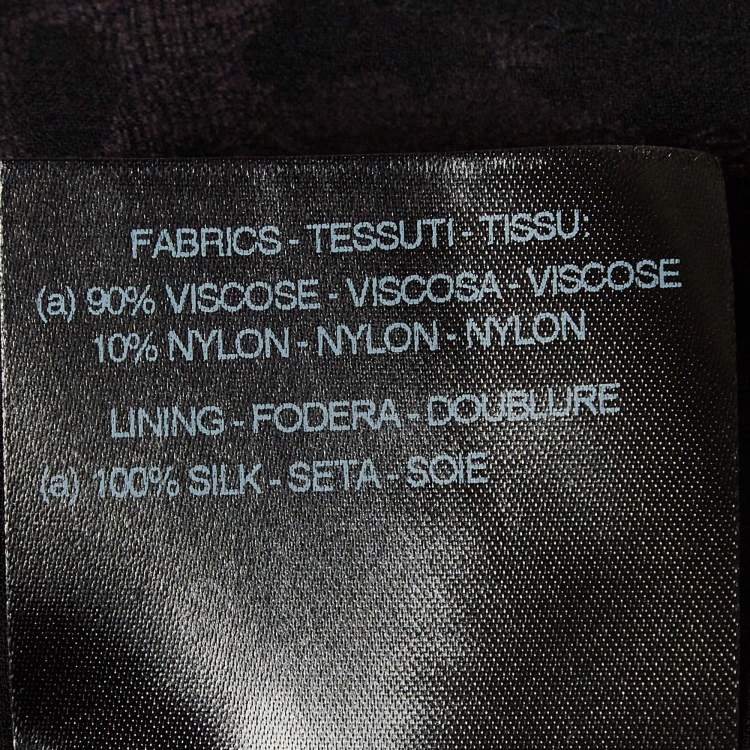 FABRICS - TESSUTI - TISSU:
(a) 90% VISCOSE - VISCOSA - VISCOSE
10% NYLON - NYLON - NYLON
LINING - FODERA - DOUBLURE
(a) 100% SILK - SETA - SOIE